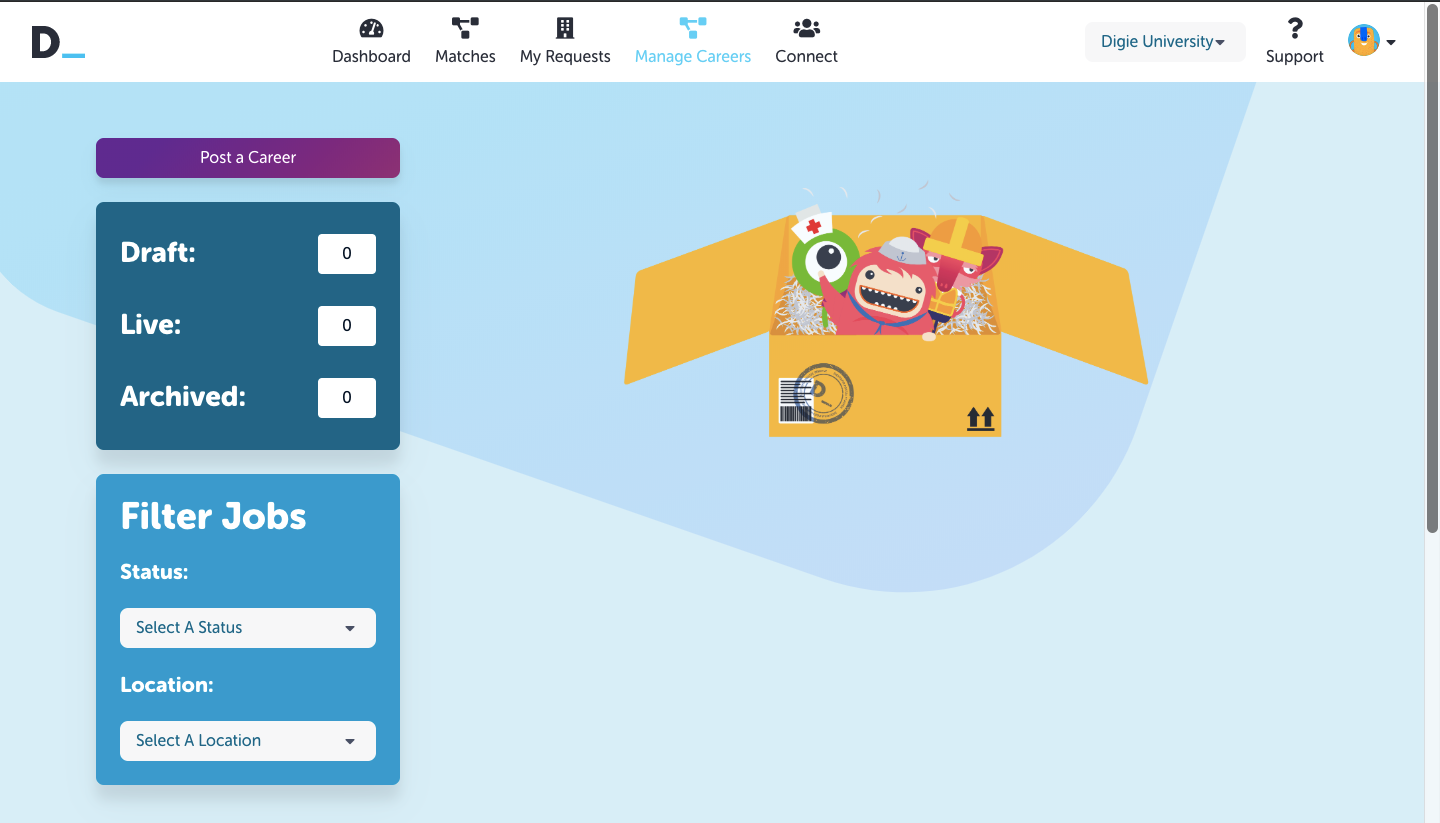 D_
Dashboard
Matches
My Requests
Manage Careers
Connect
Digie University
Support
Post a Career
Draft:
0
Live:
0
Archived:
0
D
Filter Jobs
Status:
Select A Status
Location:
Select A Location